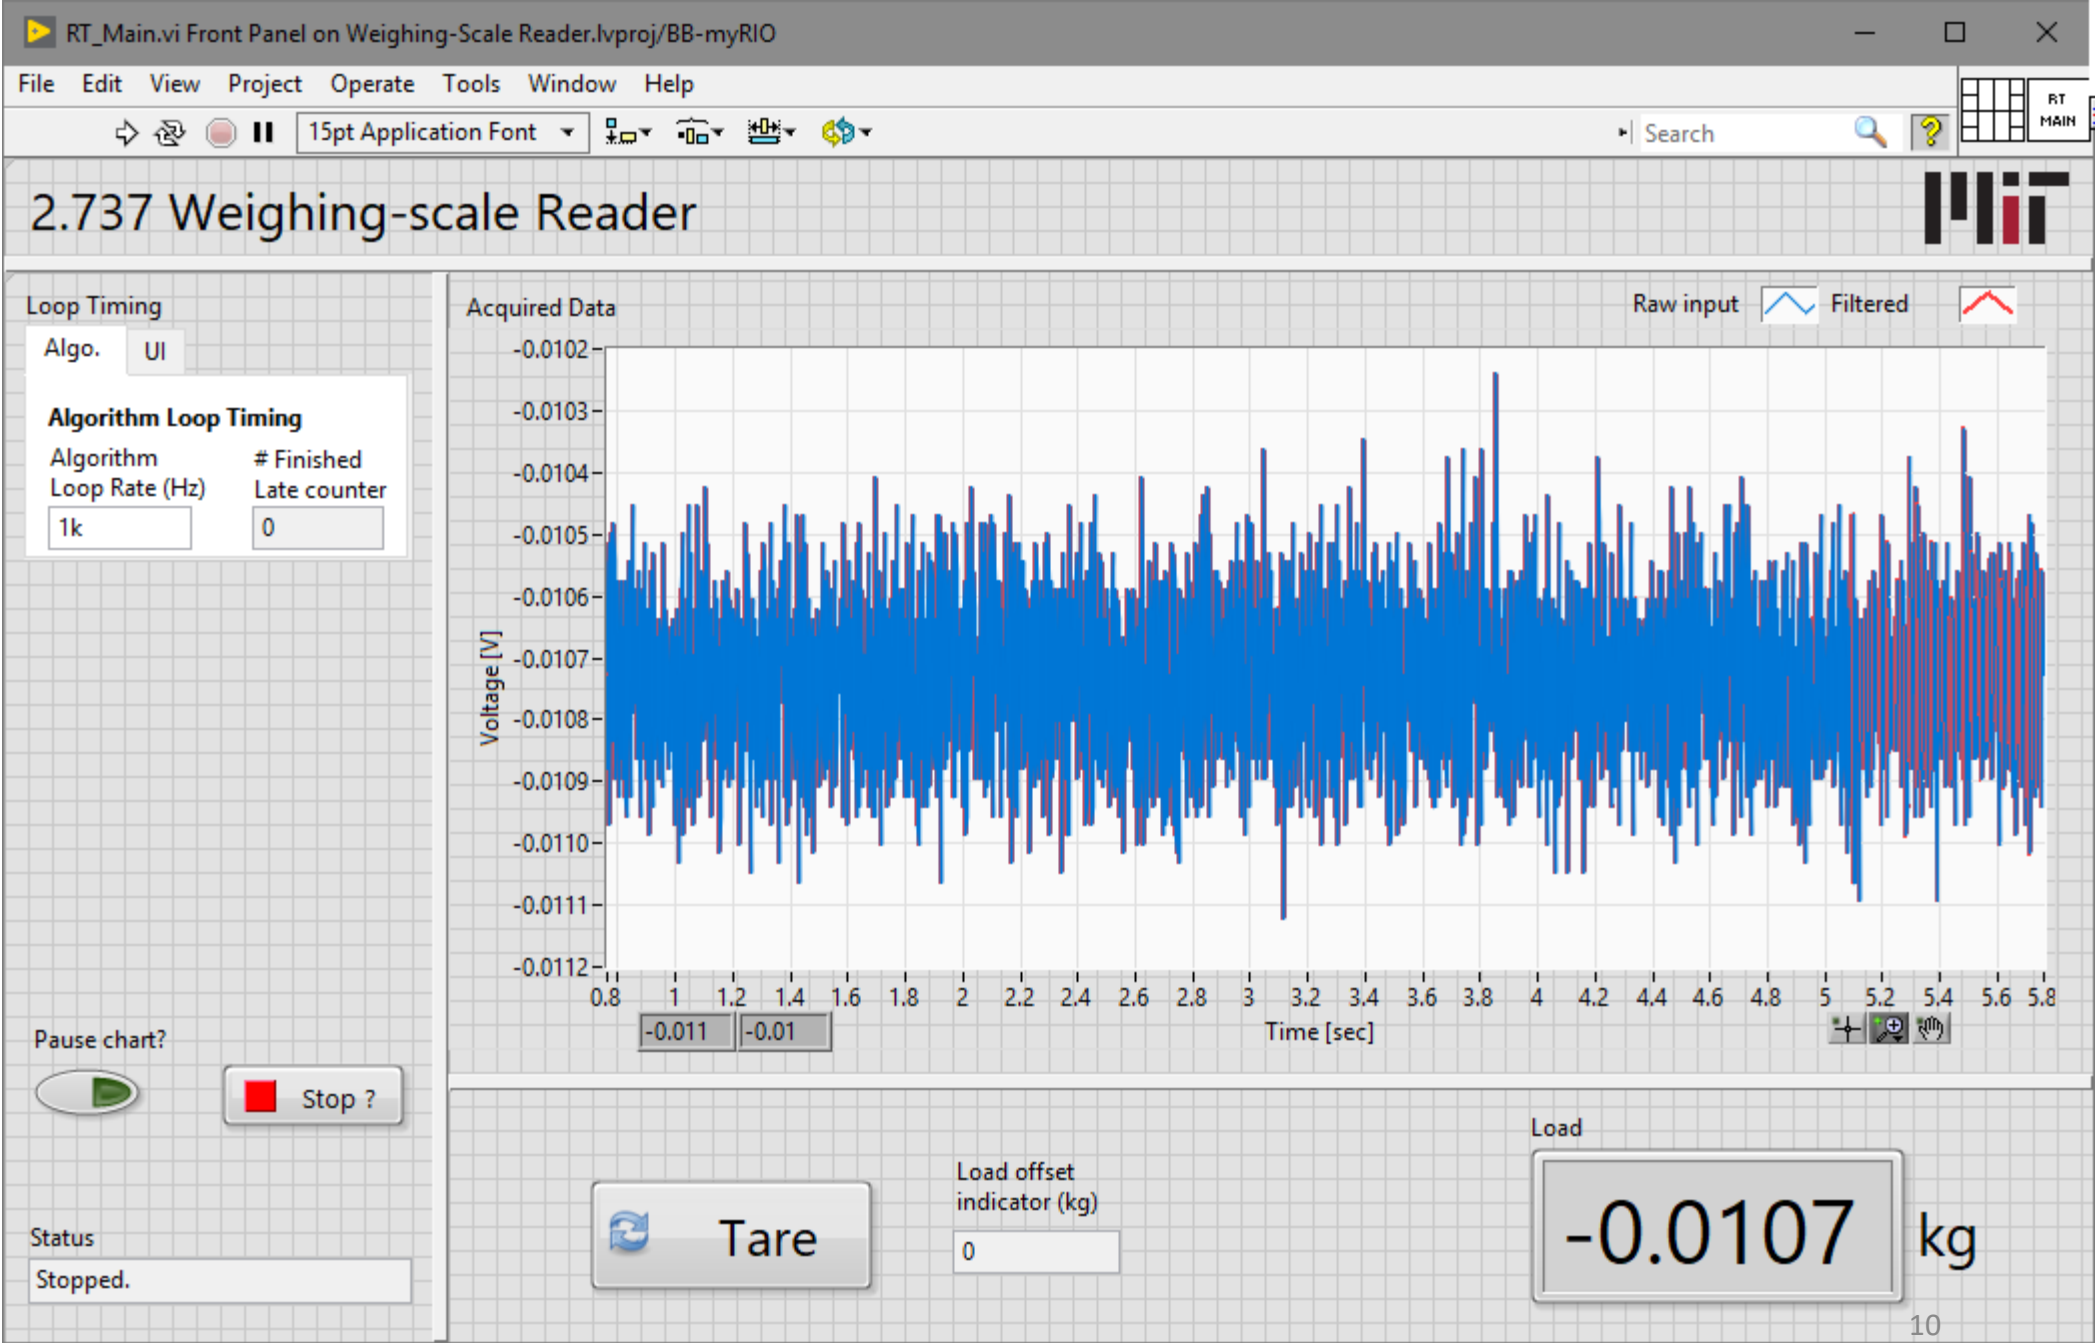 RT_Main.vi Front Panel on Weighing-Scale Reader.lvproj/BB-myRIO
File Edit View Project Operate Tools Window Help
15pt Application Font
Search
?
RT
MAIN
2.737 Weighing-scale Reader
MIT
Loop Timing
Algo. UI
Algorithm Loop Timing
Algorithm
Loop Rate (Hz)
# Finished
Late counter
1k
0
Pause chart?
Stop ?
Status
Stopped.
Acquired Data
Raw input
Filtered
Voltage [V]
-0.0102
-0.0103
-0.0104
-0.0105
-0.0106
-0.0107
-0.0108
-0.0109
-0.0110
-0.0111
-0.0112
0.8 1 1.2 1.4 1.6 1.8 2 2.2 2.4 2.6 2.8 3 3.2 3.4 3.6 3.8 4 4.2 4.4 4.6 4.8 5 5.2 5.4 5.6 5.8
Time [sec]
-0.011 -0.01
Tare
Load offset
indicator (kg)
0
Load
-0.0107 kg
10